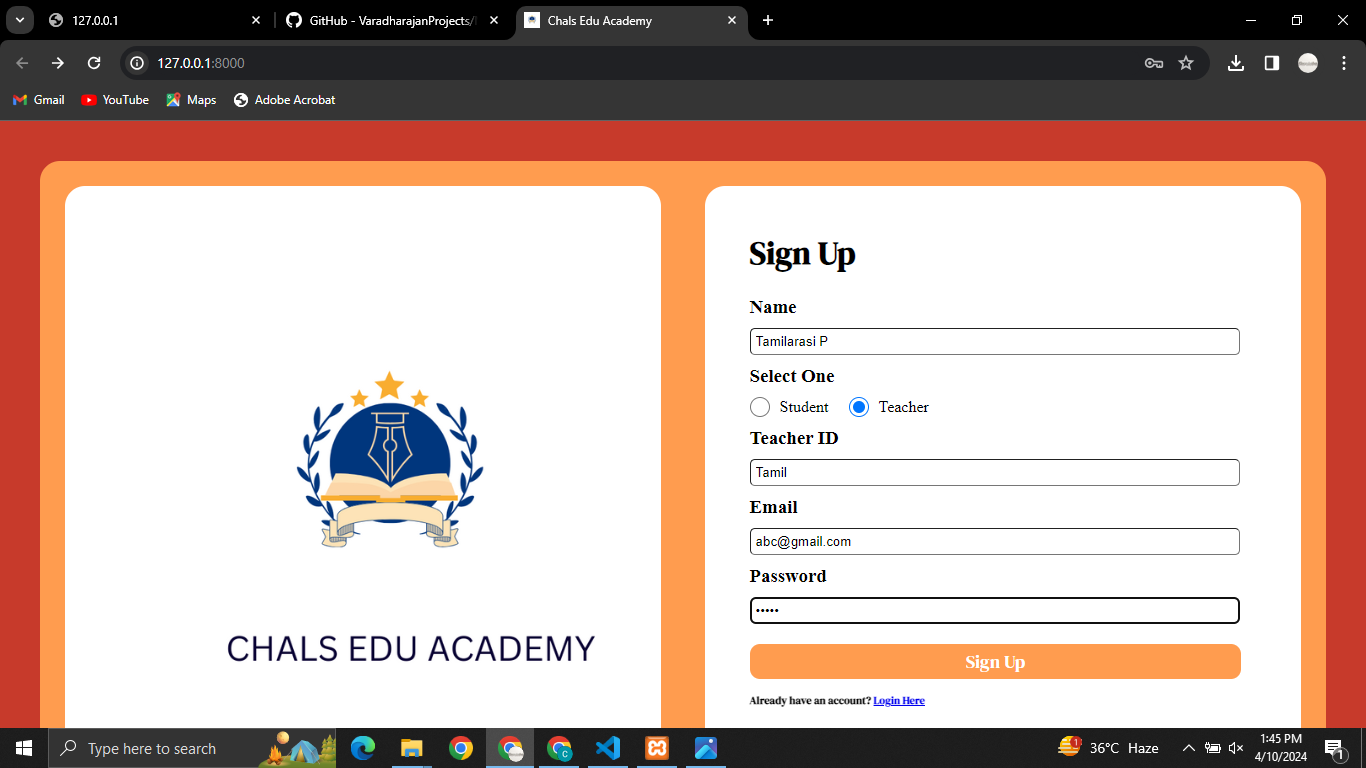 127.0.0.1
GitHub - VaradharajanProjects/
Chals Edu Academy
127.0.0.1:8000
Gmail
YouTube
Maps
Adobe Acrobat
Sign Up
Name
Tamilarasi P
Select One
Student
Teacher
Teacher ID
Tamil
Email
abc@gmail.com
Password
•••••
Sign Up
Already have an account? Login Here
CHALS EDU ACADEMY
Type here to search
C
1
36°C Haze
1:45 PM
4/10/2024
1